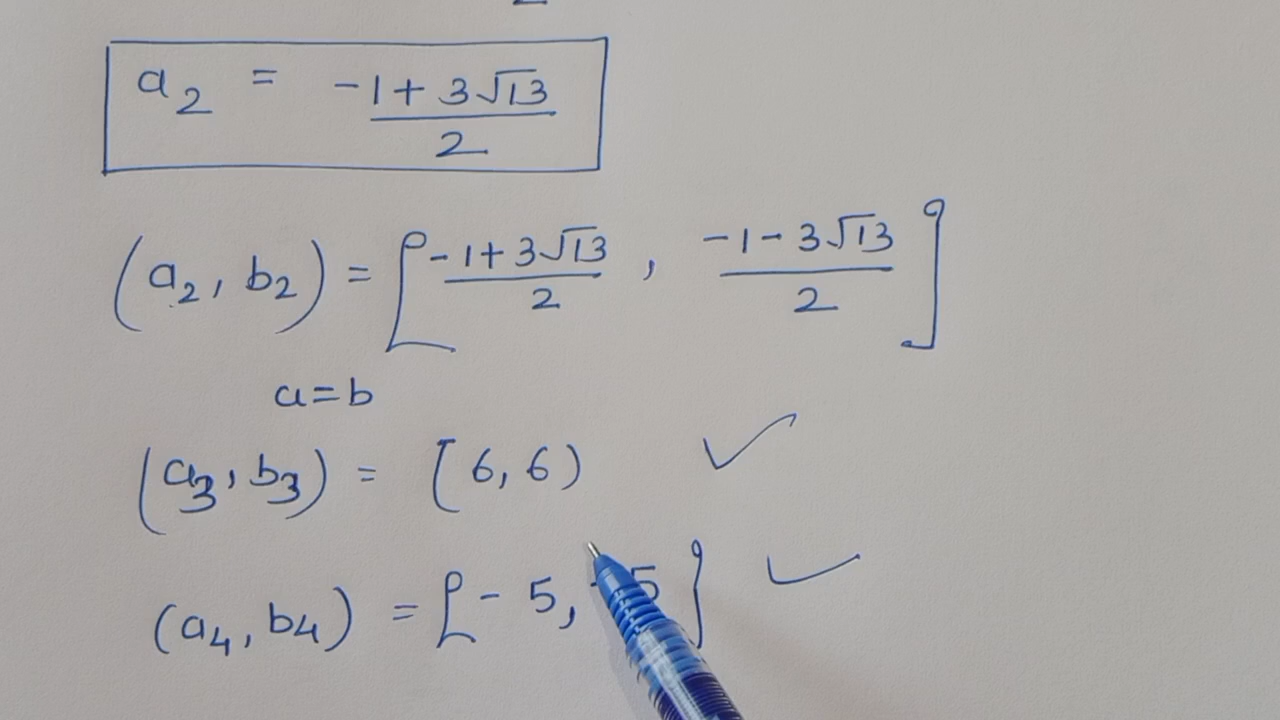 a₂ = (-1+3√13)/2
(a₂, b₂) = [(-1+3√13)/2, (-1-3√13)/2]
a=b
(a₃, b₃) = [6, 6)
(a₄, b₄) = [-5, -5]